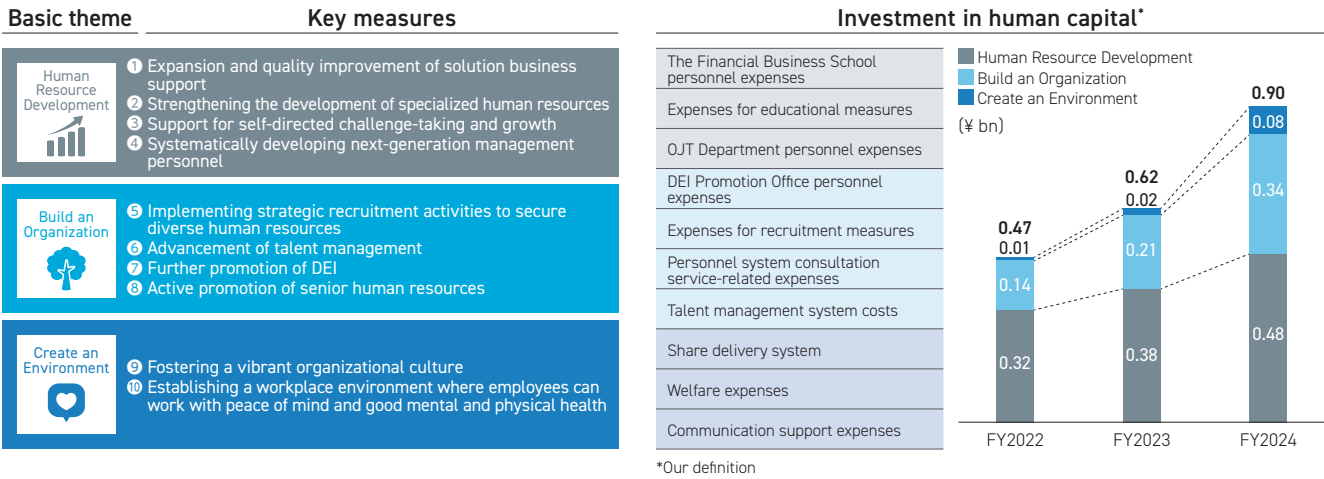 Basic theme
Key measures
Human
Resource
Development
❶ Expansion and quality improvement of solution business
support
❷ Strengthening the development of specialized human resources
❸ Support for self-directed challenge-taking and growth
❹ Systematically developing next-generation management
personnel
Build an
Organization
❺ Implementing strategic recruitment activities to secure
diverse human resources
❻ Advancement of talent management
❼ Further promotion of DEI
❽ Active promotion of senior human resources
Create an
Environment
❾ Fostering a vibrant organizational culture
❿ Establishing a workplace environment where employees can
work with peace of mind and good mental and physical health
Investment in human capital*
The Financial Business School
personnel expenses
Expenses for educational measures
OJT Department personnel expenses
DEI Promotion Office personnel
expenses
Expenses for recruitment measures
Personnel system consultation
service-related expenses
Talent management system costs
Share delivery system
Welfare expenses
Communication support expenses
*Our definition
Human Resource Development
Build an Organization
Create an Environment
(¥ bn)
0.47
0.01
0.14
0.32
FY2022
0.62
0.02
0.21
0.38
FY2023
0.90
0.08
0.34
0.48
FY2024